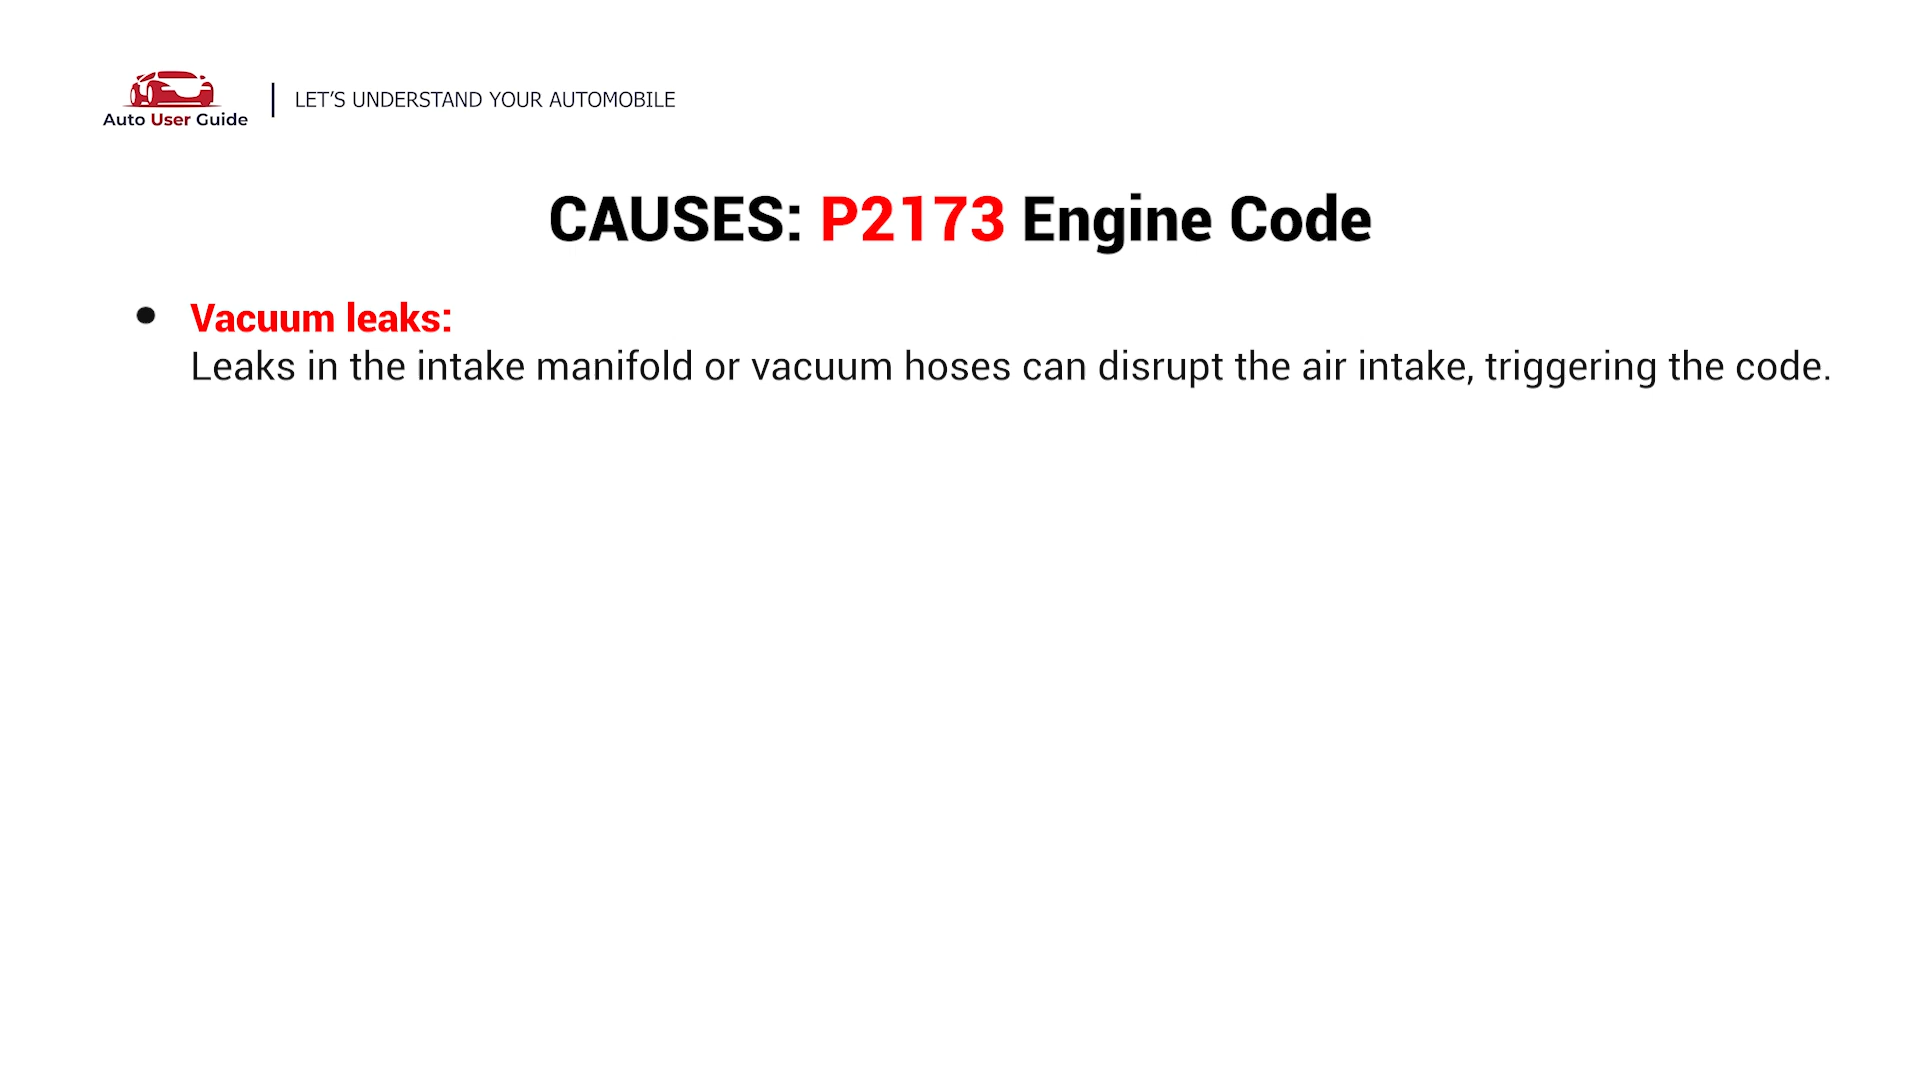 Auto User Guide
LET'S UNDERSTAND YOUR AUTOMOBILE
CAUSES: P2173 Engine Code
● Vacuum leaks:
Leaks in the intake manifold or vacuum hoses can disrupt the air intake, triggering the code.